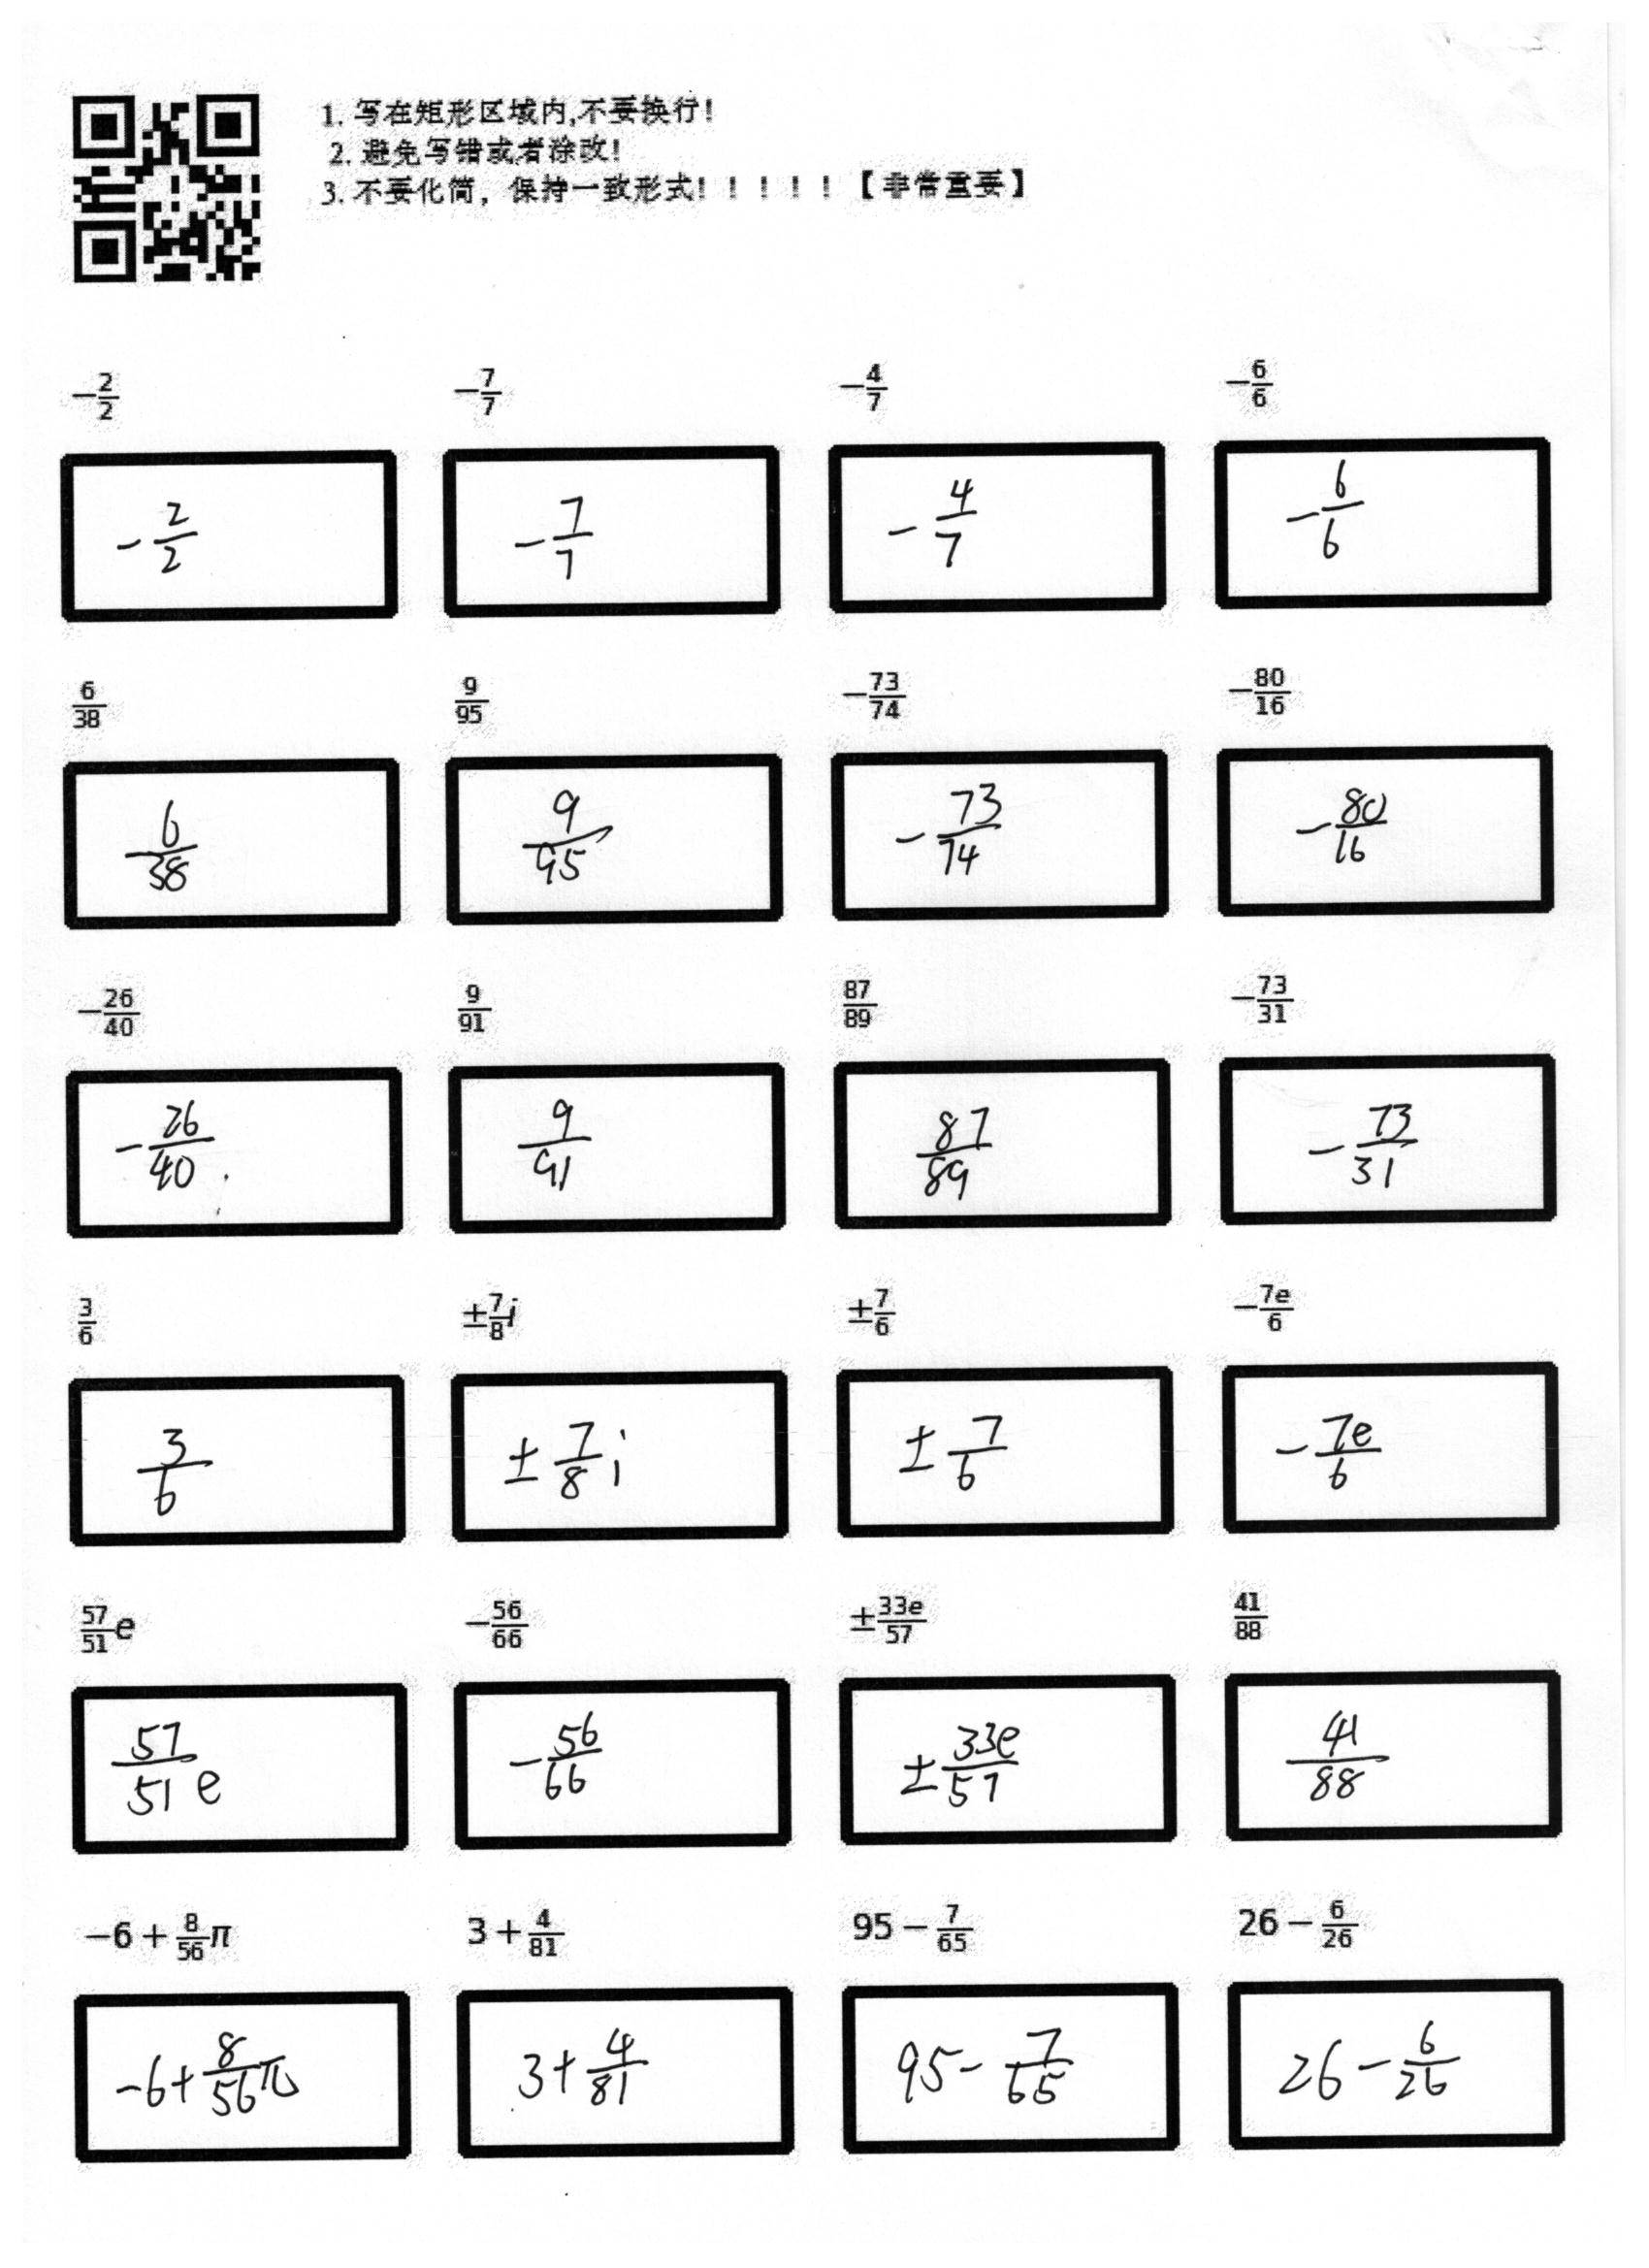 1. 写在矩形区域内,不要换行!
2. 避免写错或者涂改!
3. 不要化简，保持一致形式！！！！！【非常重要】
-2/2 -7/7 -4/7 -6/6
-2/2 -7/7 -4/7 -6/6
6/38 9/95 -73/74 -80/16
6/38 9/95 -73/74 -80/16
-26/40 9/91 87/89 -73/31
-26/40. 9/91 87/89 -73/31
3/6 ±7/8i ±7/6 -7e/6
3/6 ±7/8i ±7/6 -7e/6
57/51e -56/66 ±33e/57 41/88
57/51e -56/66 ±33e/57 41/88
-6+8/56π 3+4/81 95-7/65 26-6/26
-6+8/56π 3+4/81 95-7/65 26-6/26